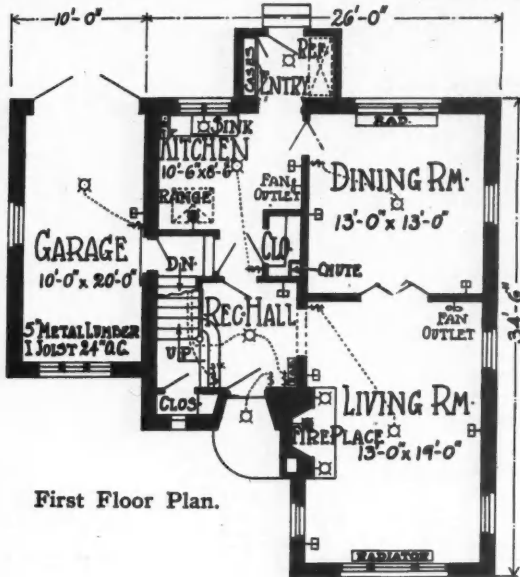 10'-0" 26'-0"
CASES
REF.
ENTRY
SINK
KITCHEN
10'-6"x8'-6"
RAD.
FAN
OUTLET
DINING RM.
13'-0"x13'-0"
RANGE
GARAGE
10'-0"x20'-0"
DN.
CLO.
CHUTE
REC. HALL
FAN
OUTLET
34'-6"
5" METAL LUMBER
I JOIST 24" O.C.
UP
CLOS.
LIVING RM.
FIREPLACE
13'-0"x19'-0"
First Floor Plan.
RADIATOR